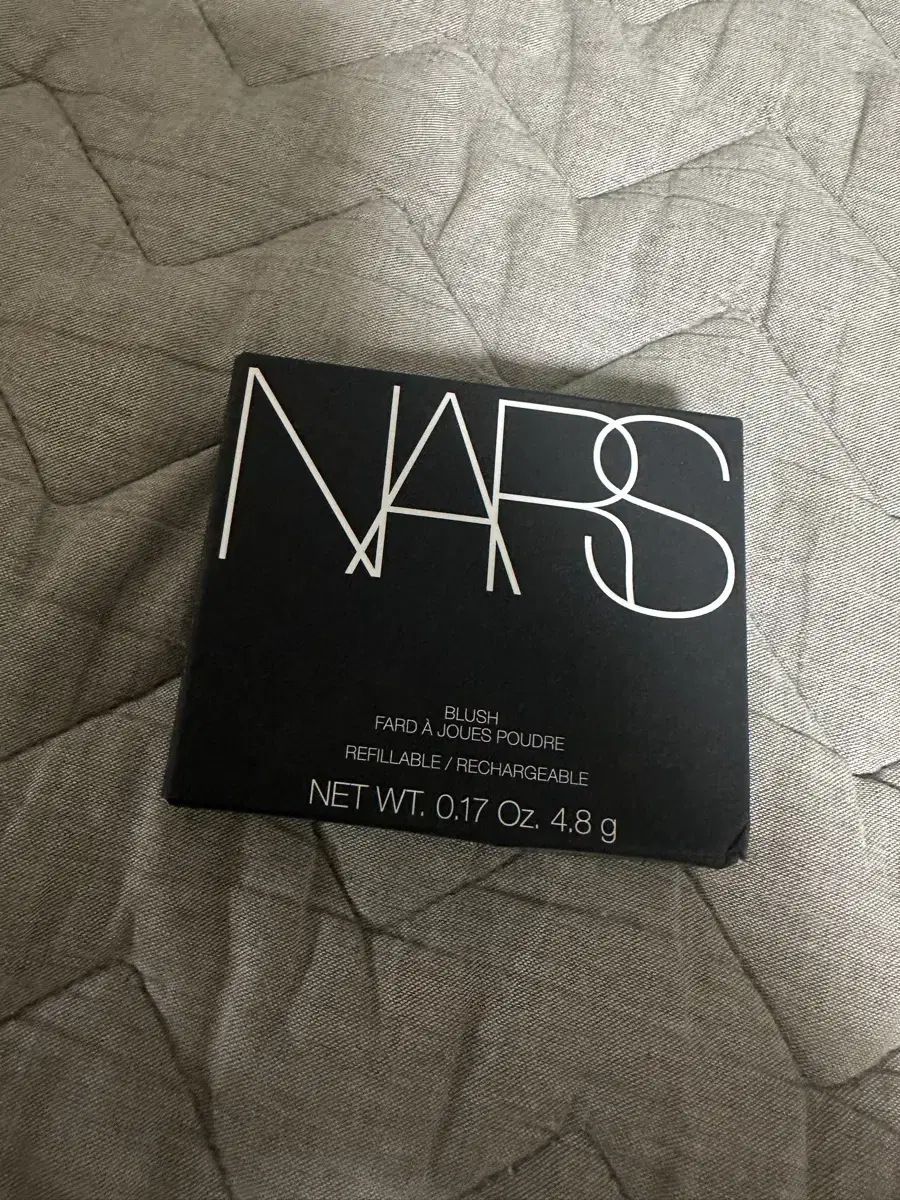 NARS
BLUSH
FARD À JOUES POUDRE
REFILLABLE / RECHARGEABLE
NET WT. 0.17 Oz. 4.8 g